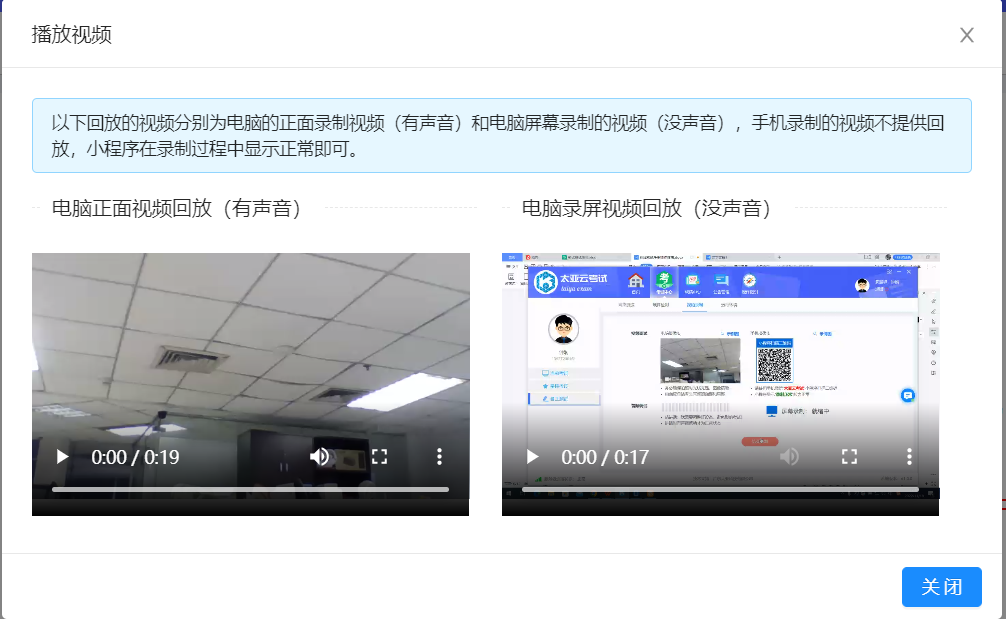 播放视频
以下回放的视频分别为电脑的正面录制视频（有声音）和电脑屏幕录制的视频（没声音），手机录制的视频不提供回
放，小程序在录制过程中显示正常即可。
电脑正面视频回放（有声音）
电脑录屏视频回放（没声音）
太亚云考试
taiya exam
0:00 / 0:19
0:00 / 0:17
关闭